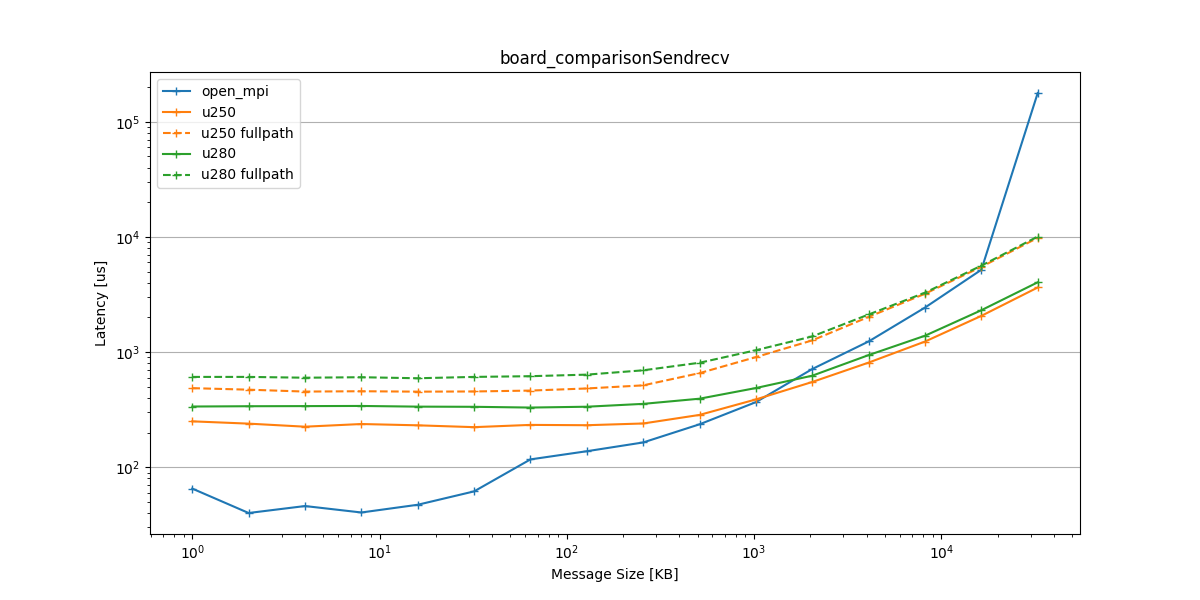 board_comparisonSendrecv
open_mpi
u250
u250 fullpath
u280
u280 fullpath
Latency [us]
10^5
10^4
10^3
10^2
10^0 10^1 10^2 10^3 10^4
Message Size [KB]